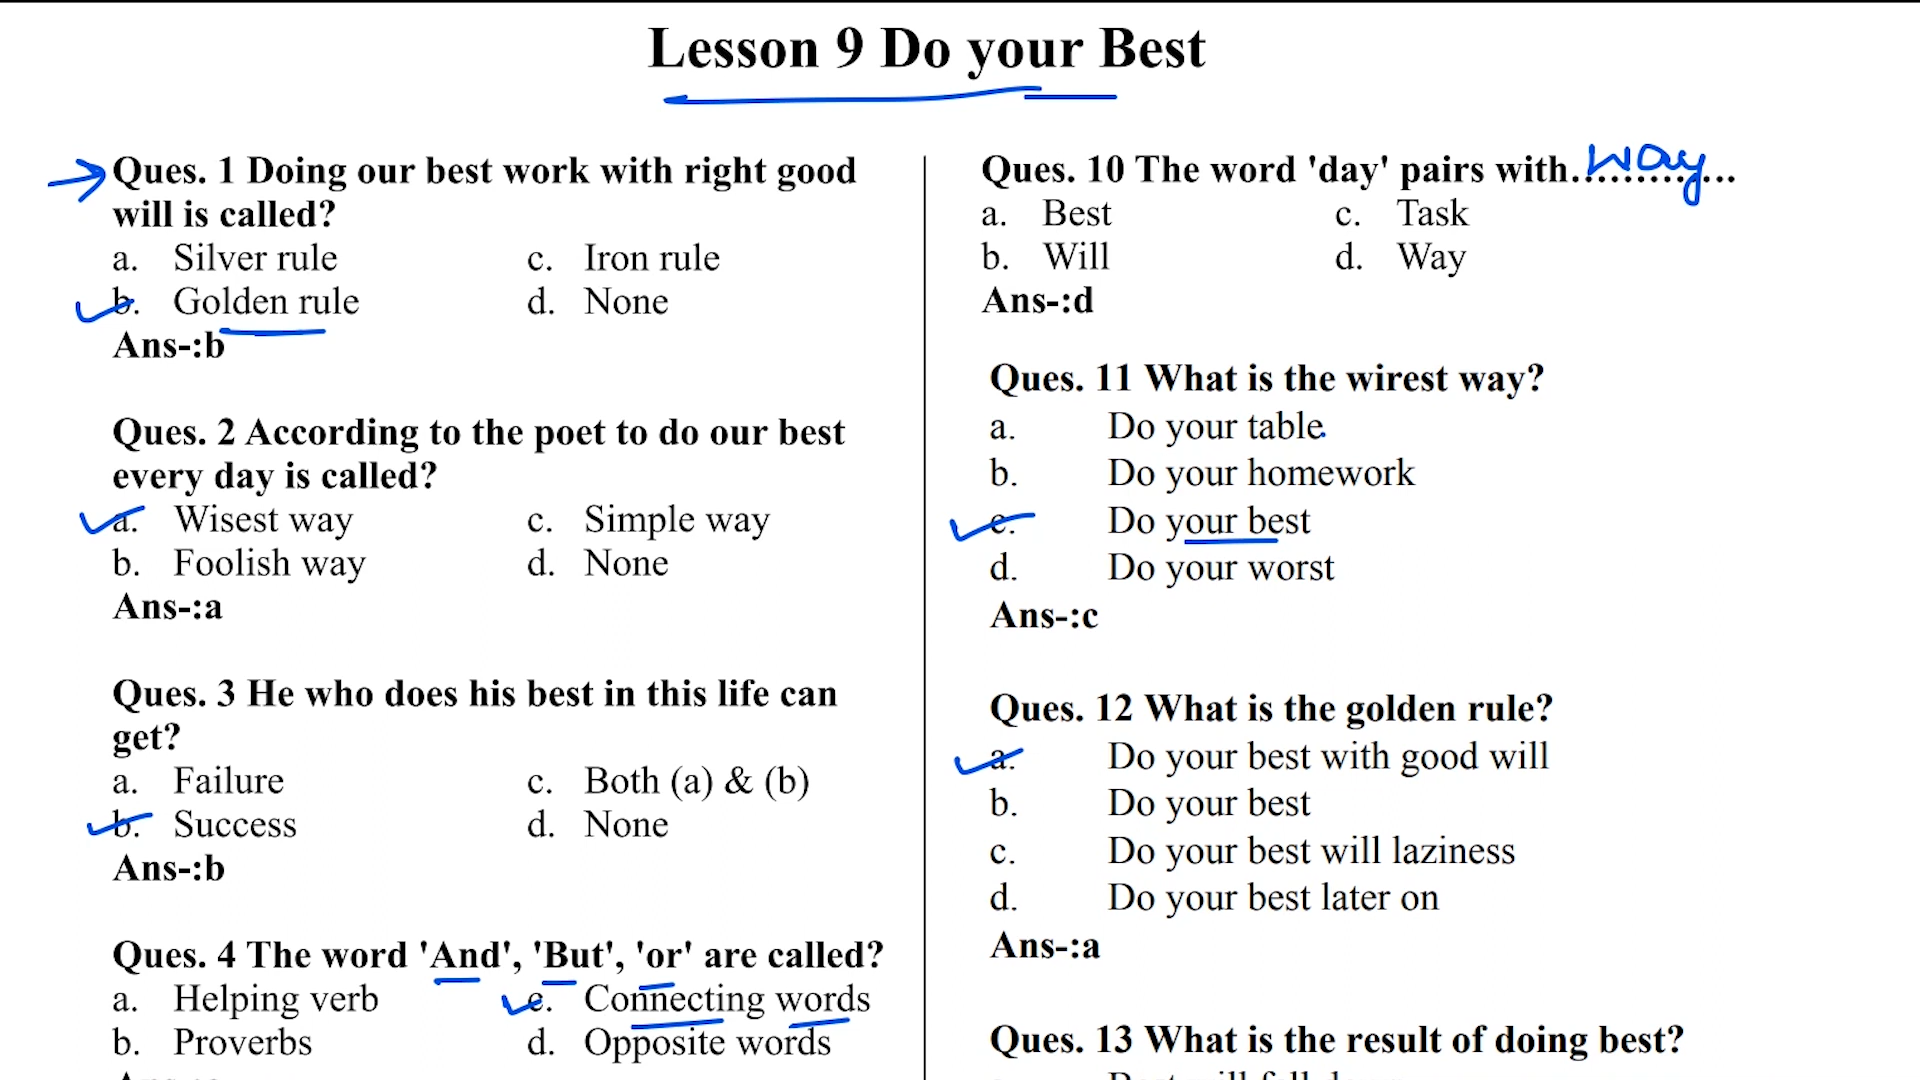 Lesson 9 Do your Best
Ques. 1 Doing our best work with right good
will is called?
a. Silver rule c. Iron rule
b. Golden rule d. None
Ans-:b
Ques. 2 According to the poet to do our best
every day is called?
a. Wisest way c. Simple way
b. Foolish way d. None
Ans-:a
Ques. 3 He who does his best in this life can
get?
a. Failure c. Both (a) & (b)
b. Success d. None
Ans-:b
Ques. 4 The word 'And', 'But', 'or' are called?
a. Helping verb c. Connecting words
b. Proverbs d. Opposite words
Ques. 10 The word 'day' pairs with.............. way
a. Best c. Task
b. Will d. Way
Ans-:d
Ques. 11 What is the wirest way?
a. Do your table
b. Do your homework
c. Do your best
d. Do your worst
Ans-:c
Ques. 12 What is the golden rule?
a. Do your best with good will
b. Do your best
c. Do your best will laziness
d. Do your best later on
Ans-:a
Ques. 13 What is the result of doing best?